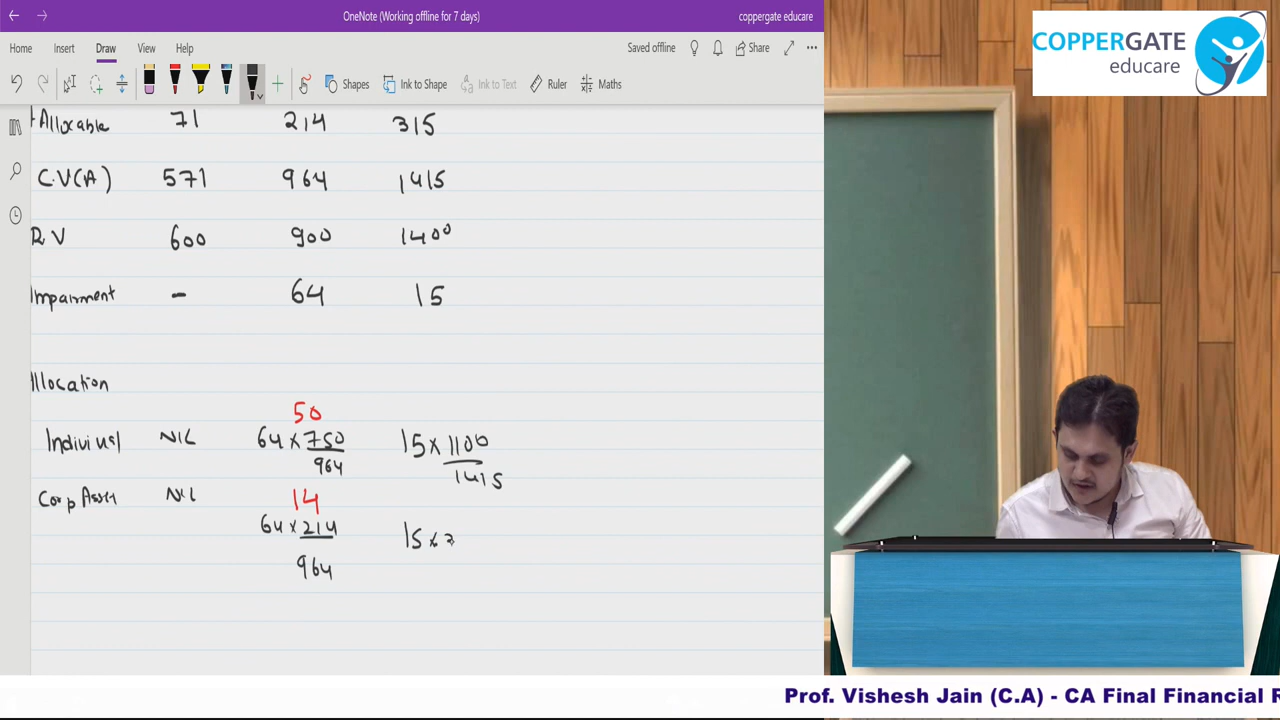 OneNote (Working offline for 7 days)
coppergate educare
Home Insert Draw View Help
Saved offline Share
Shapes Ink to Shape Ink to Text Ruler Maths
COPPERGATE
educare
Allocable 71 214 315
C.V(A) 571 964 1415
R V 600 900 1400
Impairment - 64 15
llocation
50
Indiviual NIL 64 × 750 15 × 1100
964 1415
Corp Asset NIL 14
64 × 214 15 ×
964
Prof. Vishesh Jain (C.A) - CA Final Financial R